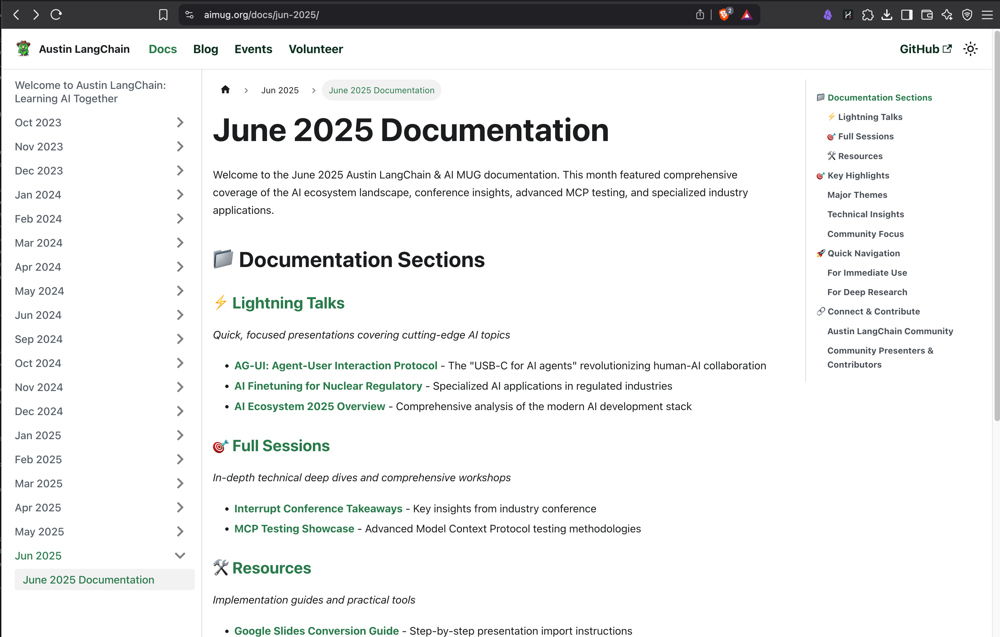 aimug.org/docs/jun-2025/
2
Austin LangChain
Docs
Blog
Events
Volunteer
GitHub
Welcome to Austin LangChain:
Learning AI Together
Oct 2023
Nov 2023
Dec 2023
Jan 2024
Feb 2024
Mar 2024
Apr 2024
May 2024
Jun 2024
Sep 2024
Oct 2024
Nov 2024
Dec 2024
Jan 2025
Feb 2025
Mar 2025
Apr 2025
May 2025
Jun 2025
June 2025 Documentation
Jun 2025
June 2025 Documentation
June 2025 Documentation
Welcome to the June 2025 Austin LangChain & AI MUG documentation. This month featured comprehensive
coverage of the AI ecosystem landscape, conference insights, advanced MCP testing, and specialized industry
applications.
📁 Documentation Sections
⚡ Lightning Talks
Quick, focused presentations covering cutting-edge AI topics
• AG-UI: Agent-User Interaction Protocol - The "USB-C for AI agents" revolutionizing human-AI collaboration
• AI Finetuning for Nuclear Regulatory - Specialized AI applications in regulated industries
• AI Ecosystem 2025 Overview - Comprehensive analysis of the modern AI development stack
🎯 Full Sessions
In-depth technical deep dives and comprehensive workshops
• Interrupt Conference Takeaways - Key insights from industry conference
• MCP Testing Showcase - Advanced Model Context Protocol testing methodologies
🛠️ Resources
Implementation guides and practical tools
• Google Slides Conversion Guide - Step-by-step presentation import instructions
📁 Documentation Sections
⚡ Lightning Talks
🎯 Full Sessions
🛠️ Resources
🎯 Key Highlights
Major Themes
Technical Insights
Community Focus
🚀 Quick Navigation
For Immediate Use
For Deep Research
🔗 Connect & Contribute
Austin LangChain Community
Community Presenters &
Contributors